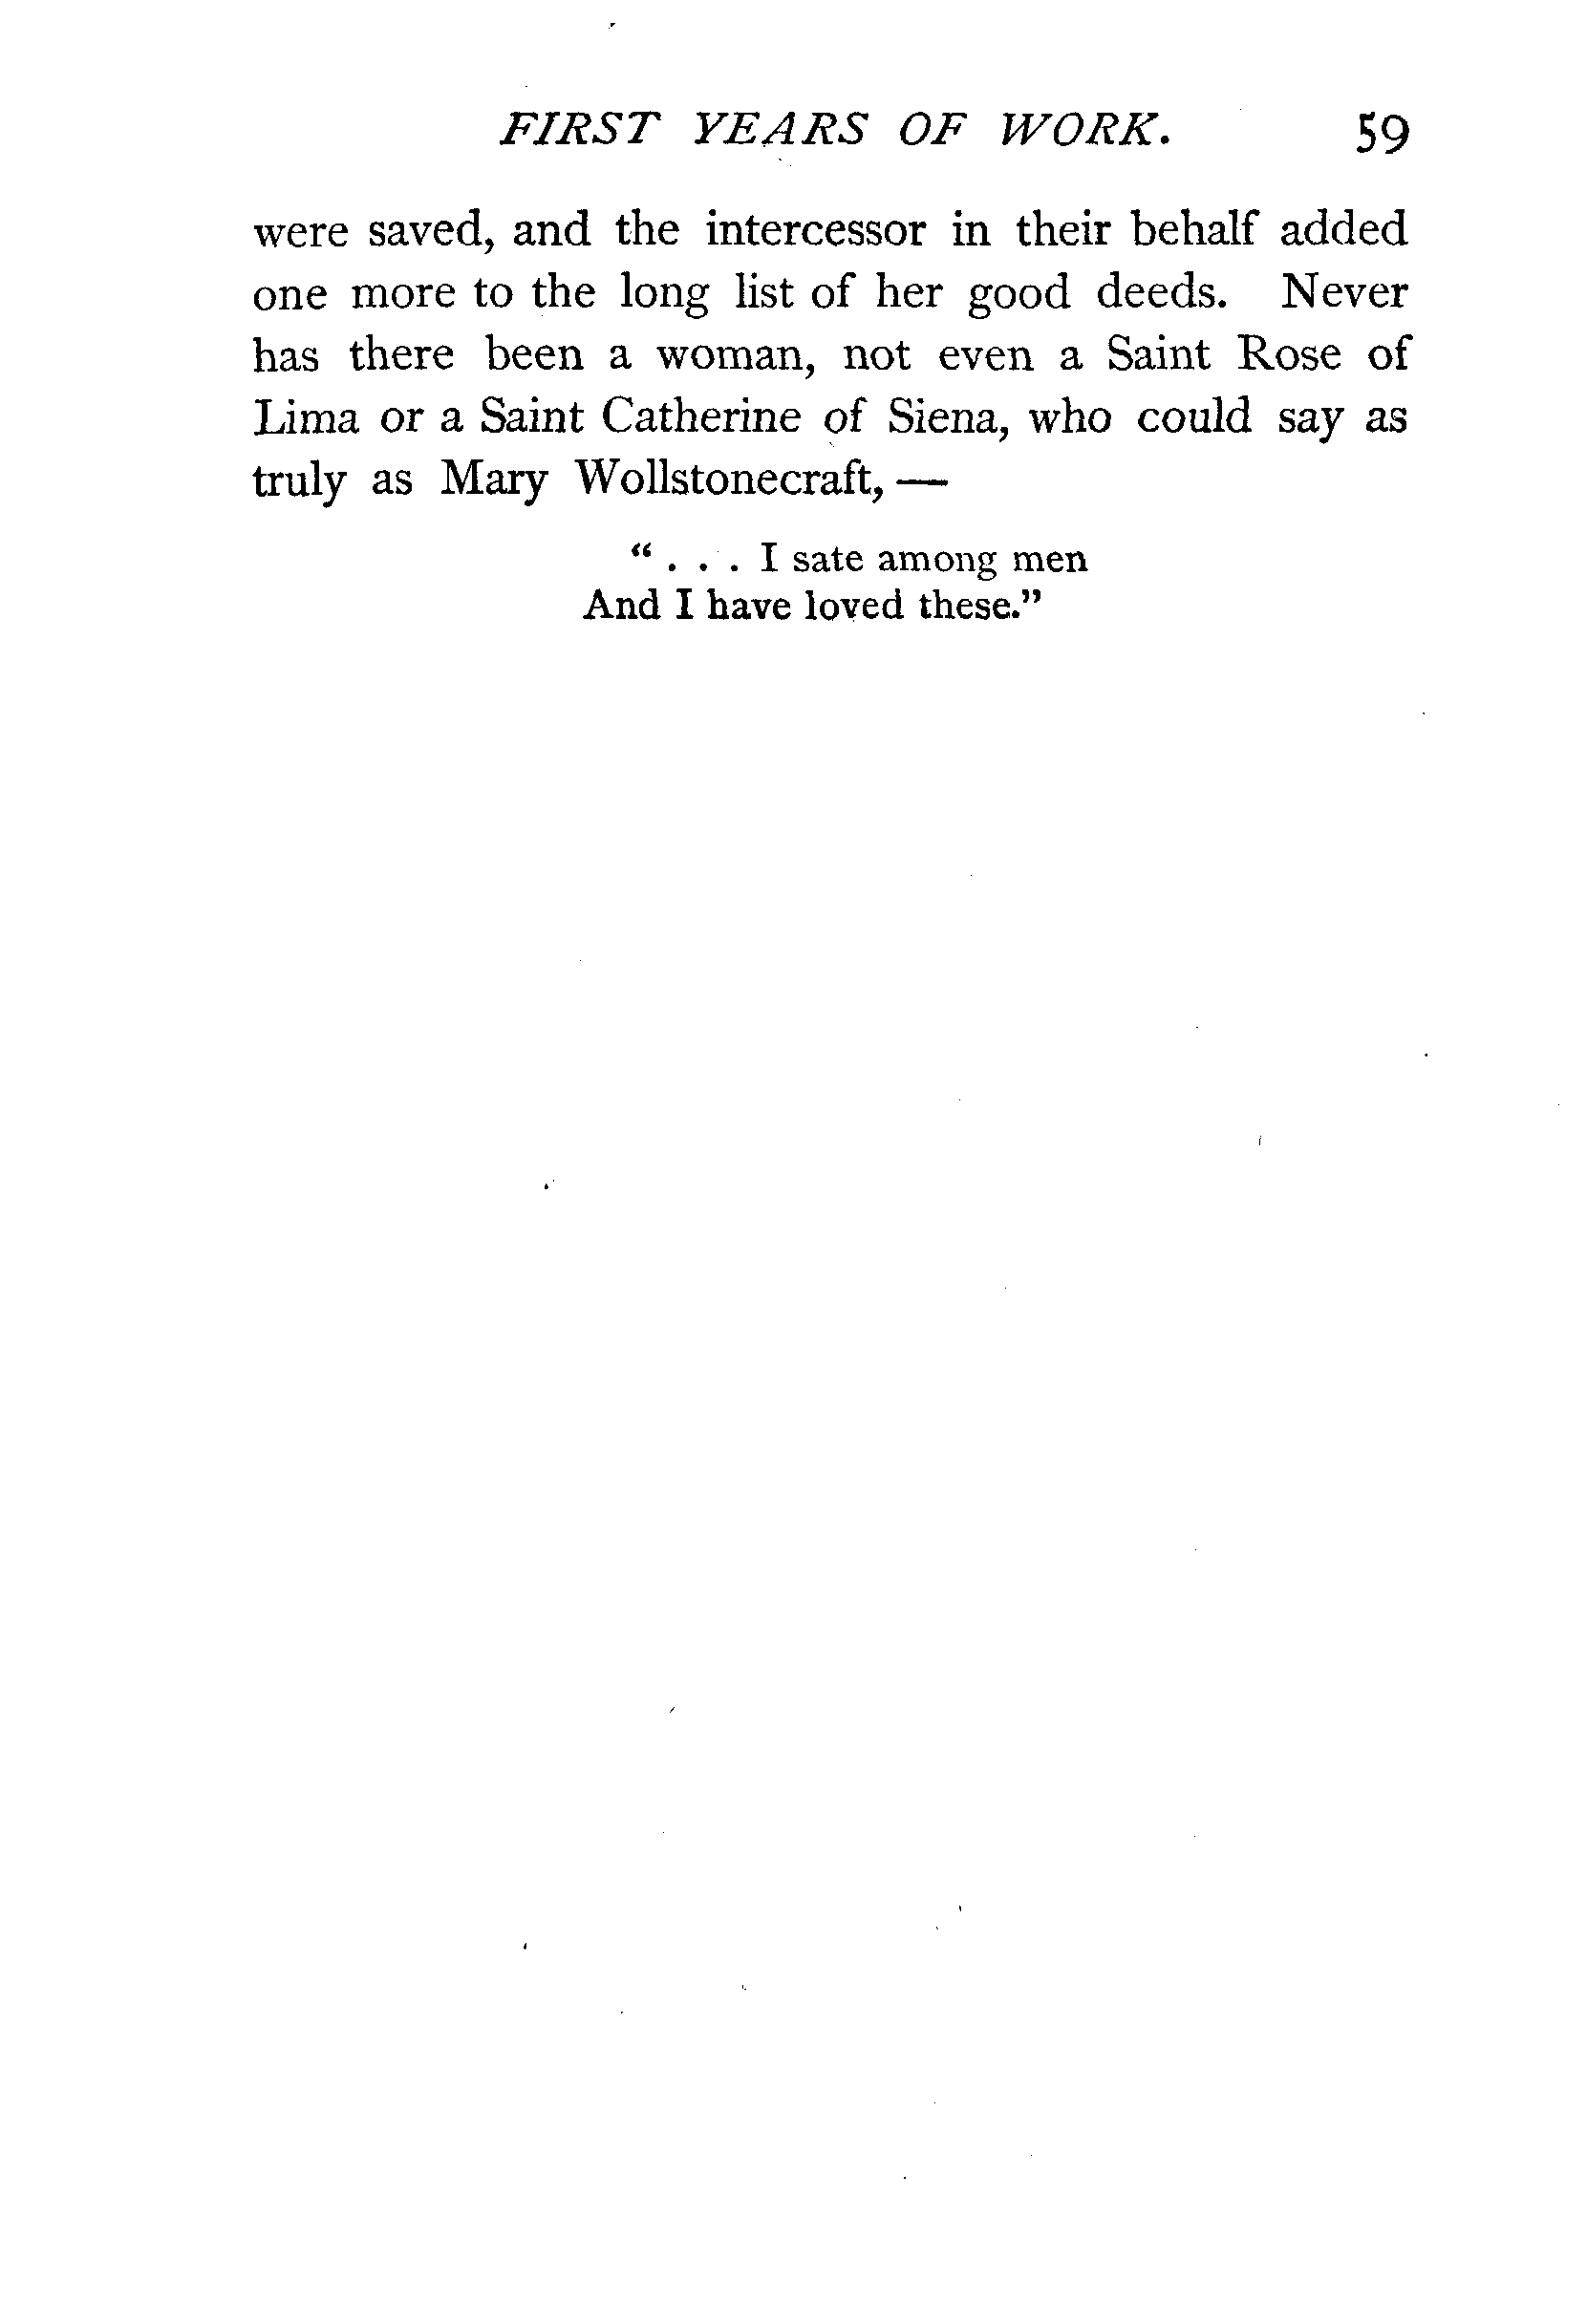 FIRST YEARS OF WORK. 59
were saved, and the intercessor in their behalf added
one more to the long list of her good deeds. Never
has there been a woman, not even a Saint Rose of
Lima or a Saint Catherine of Siena, who could say as
truly as Mary Wollstonecraft, —
“ . . . I sate among men
And I have loved these.”